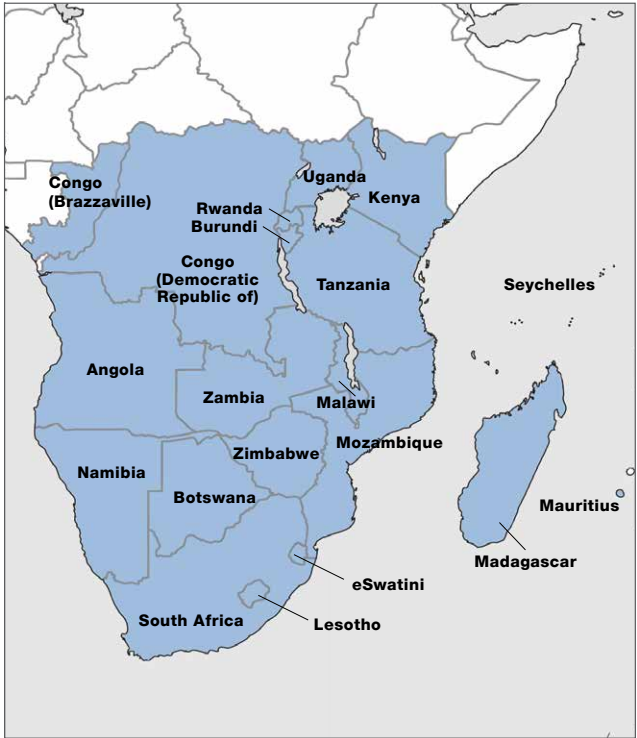 Uganda
Congo
(Brazzaville)
Kenya
Rwanda
Burundi
Congo
(Democratic
Republic of)
Tanzania
Seychelles
Angola
Zambia
Malawi
Mozambique
Zimbabwe
Namibia
Botswana
Mauritius
Madagascar
eSwatini
South Africa
Lesotho